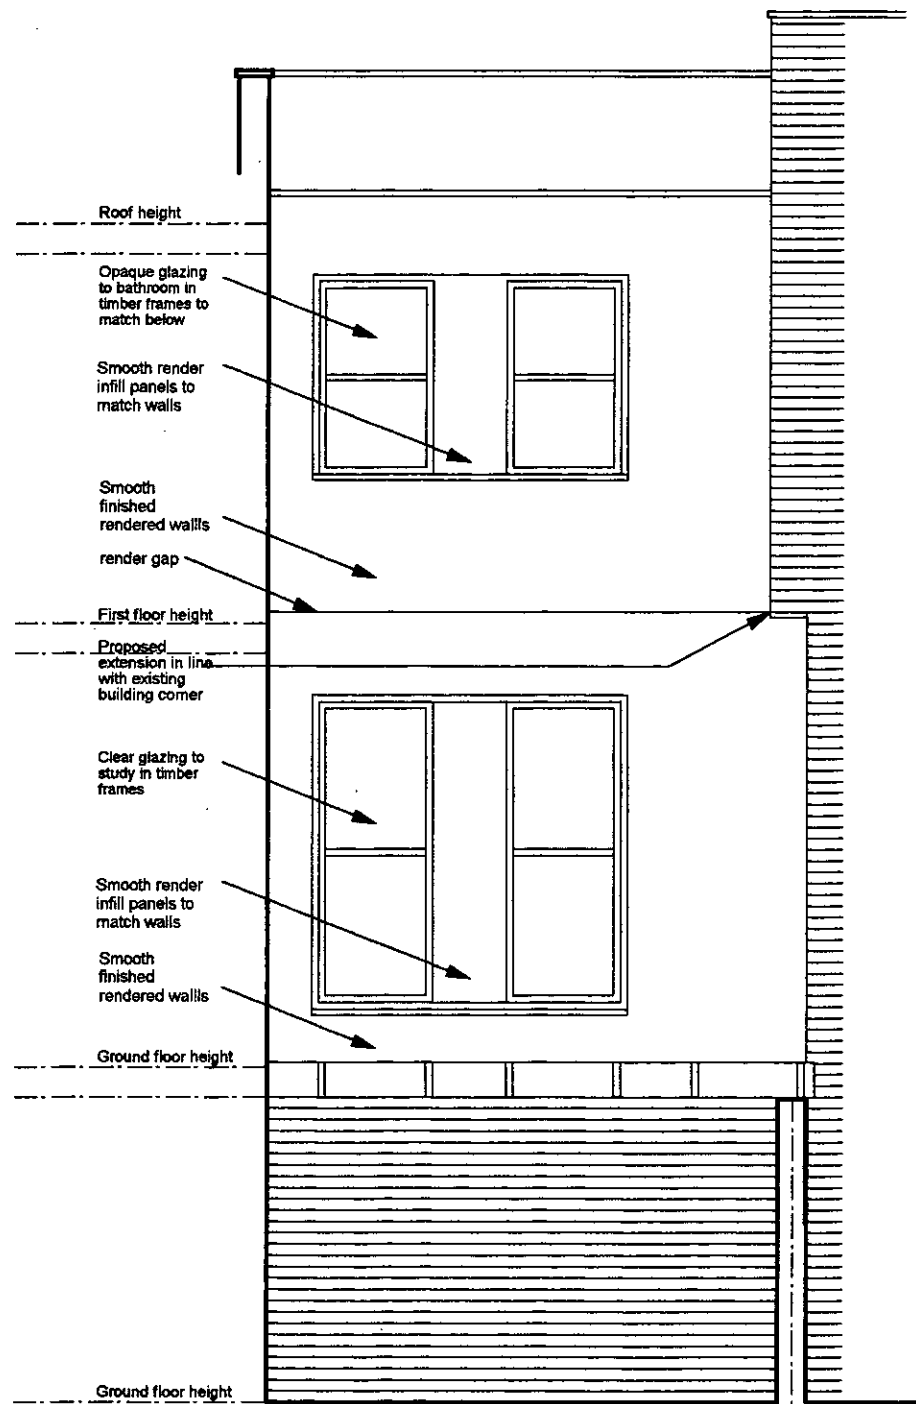 Roof height
Opaque glazing
to bathroom in
timber frames to
match below
Smooth render
infill panels to
match walls
Smooth
finished
rendered wallls
render gap
First floor height
Proposed
extension in line
with existing
building corner
Clear glazing to
study in timber
frames
Smooth render
infill panels to
match walls
Smooth
finished
rendered wallls
Ground floor height
Ground floor height